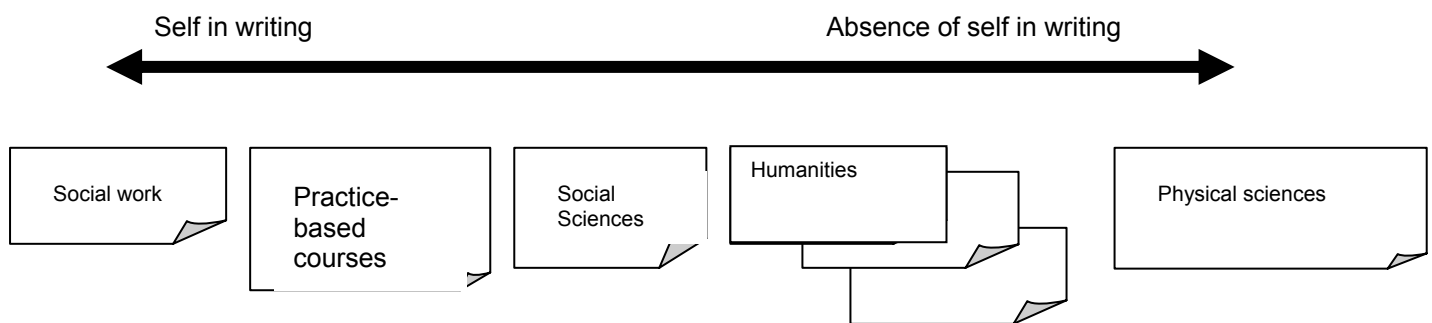 Self in writing
Absence of self in writing
Social work
Practice-
based
courses
Social
Sciences
Humanities
Physical sciences